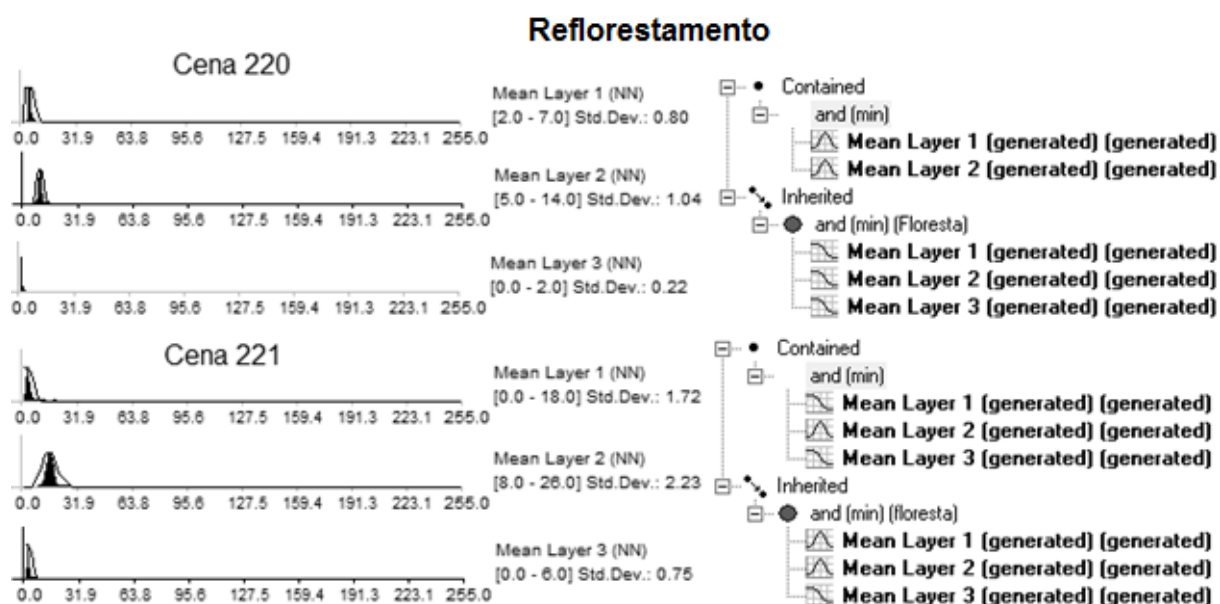 Reflorestamento
Cena 220
Mean Layer 1 (NN)
[2.0 - 7.0] Std.Dev.: 0.80
0.0 31.9 63.8 95.6 127.5 159.4 191.3 223.1 255.0
Mean Layer 2 (NN)
[5.0 - 14.0] Std.Dev.: 1.04
0.0 31.9 63.8 95.6 127.5 159.4 191.3 223.1 255.0
Mean Layer 3 (NN)
[0.0 - 2.0] Std.Dev.: 0.22
0.0 31.9 63.8 95.6 127.5 159.4 191.3 223.1 255.0
Contained
and (min)
Mean Layer 1 (generated) (generated)
Mean Layer 2 (generated) (generated)
Inherited
and (min) (Floresta)
Mean Layer 1 (generated) (generated)
Mean Layer 2 (generated) (generated)
Mean Layer 3 (generated) (generated)
Cena 221
Mean Layer 1 (NN)
[0.0 - 18.0] Std.Dev.: 1.72
0.0 31.9 63.8 95.6 127.5 159.4 191.3 223.1 255.0
Mean Layer 2 (NN)
[8.0 - 26.0] Std.Dev.: 2.23
0.0 31.9 63.8 95.6 127.5 159.4 191.3 223.1 255.0
Mean Layer 3 (NN)
[0.0 - 6.0] Std.Dev.: 0.75
0.0 31.9 63.8 95.6 127.5 159.4 191.3 223.1 255.0
Contained
and (min)
Mean Layer 1 (generated) (generated)
Mean Layer 2 (generated) (generated)
Mean Layer 3 (generated) (generated)
Inherited
and (min) (floresta)
Mean Layer 1 (generated) (generated)
Mean Layer 2 (generated) (generated)
Mean Layer 3 (generated) (generated)